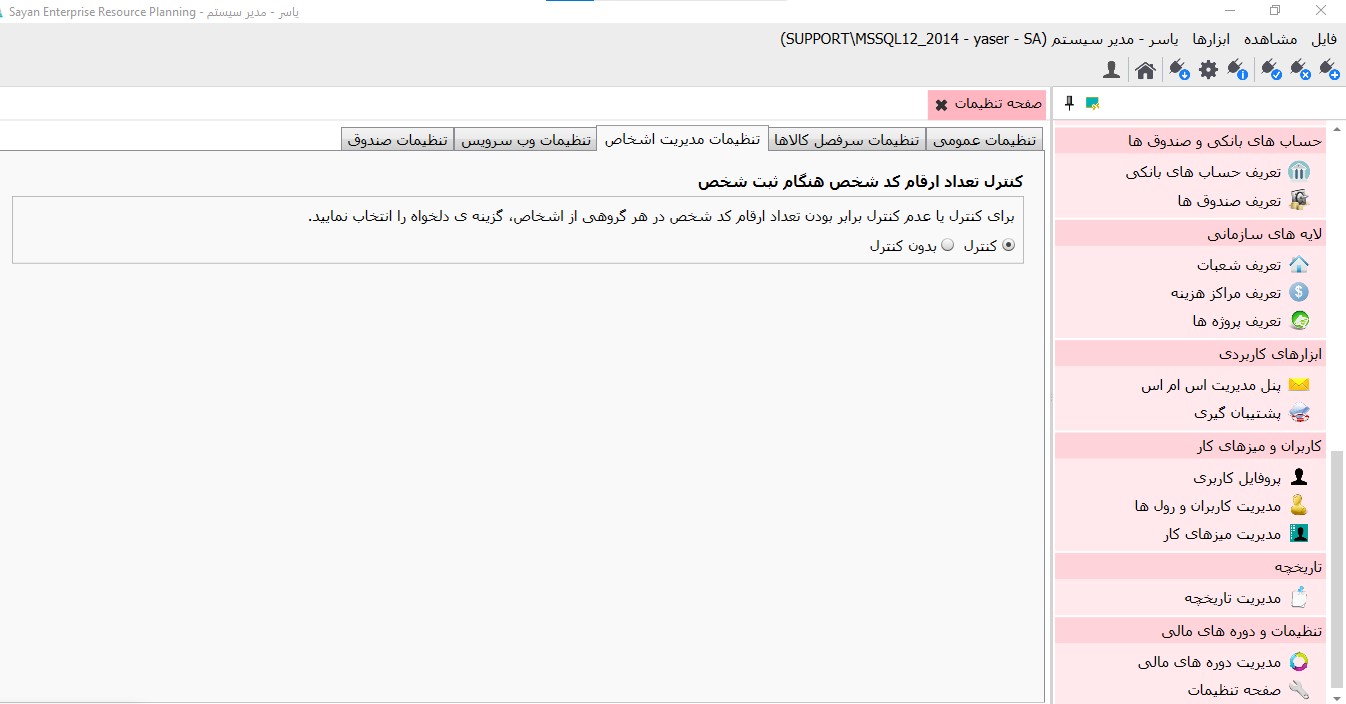 یاسر - مدیر سیستم - Sayan Enterprise Resource Planning
فایل مشاهده ابزارها یاسر - مدیر سیستم (SUPPORT\MSSQL12_2014 - yaser - SA)
صفحه تنظیمات
تنظیمات عمومی تنظیمات سرفصل کالاها تنظیمات مدیریت اشخاص تنظیمات وب سرویس تنظیمات صندوق
کنترل تعداد ارقام کد شخص هنگام ثبت شخص
برای کنترل یا عدم کنترل برابر بودن تعداد ارقام کد شخص در هر گروهی از اشخاص، گزینه ی دلخواه را انتخاب نمایید.
کنترل بدون کنترل
حساب های بانکی و صندوق ها
تعریف حساب های بانکی
تعریف صندوق ها
لایه های سازمانی
تعریف شعبات
تعریف مراکز هزینه
تعریف پروژه ها
ابزارهای کاربردی
پنل مدیریت اس ام اس
پشتیبان گیری
کاربران و میزهای کار
پروفایل کاربری
مدیریت کاربران و رول ها
مدیریت میزهای کار
تاریخچه
مدیریت تاریخچه
تنظیمات و دوره های مالی
مدیریت دوره های مالی
صفحه تنظیمات